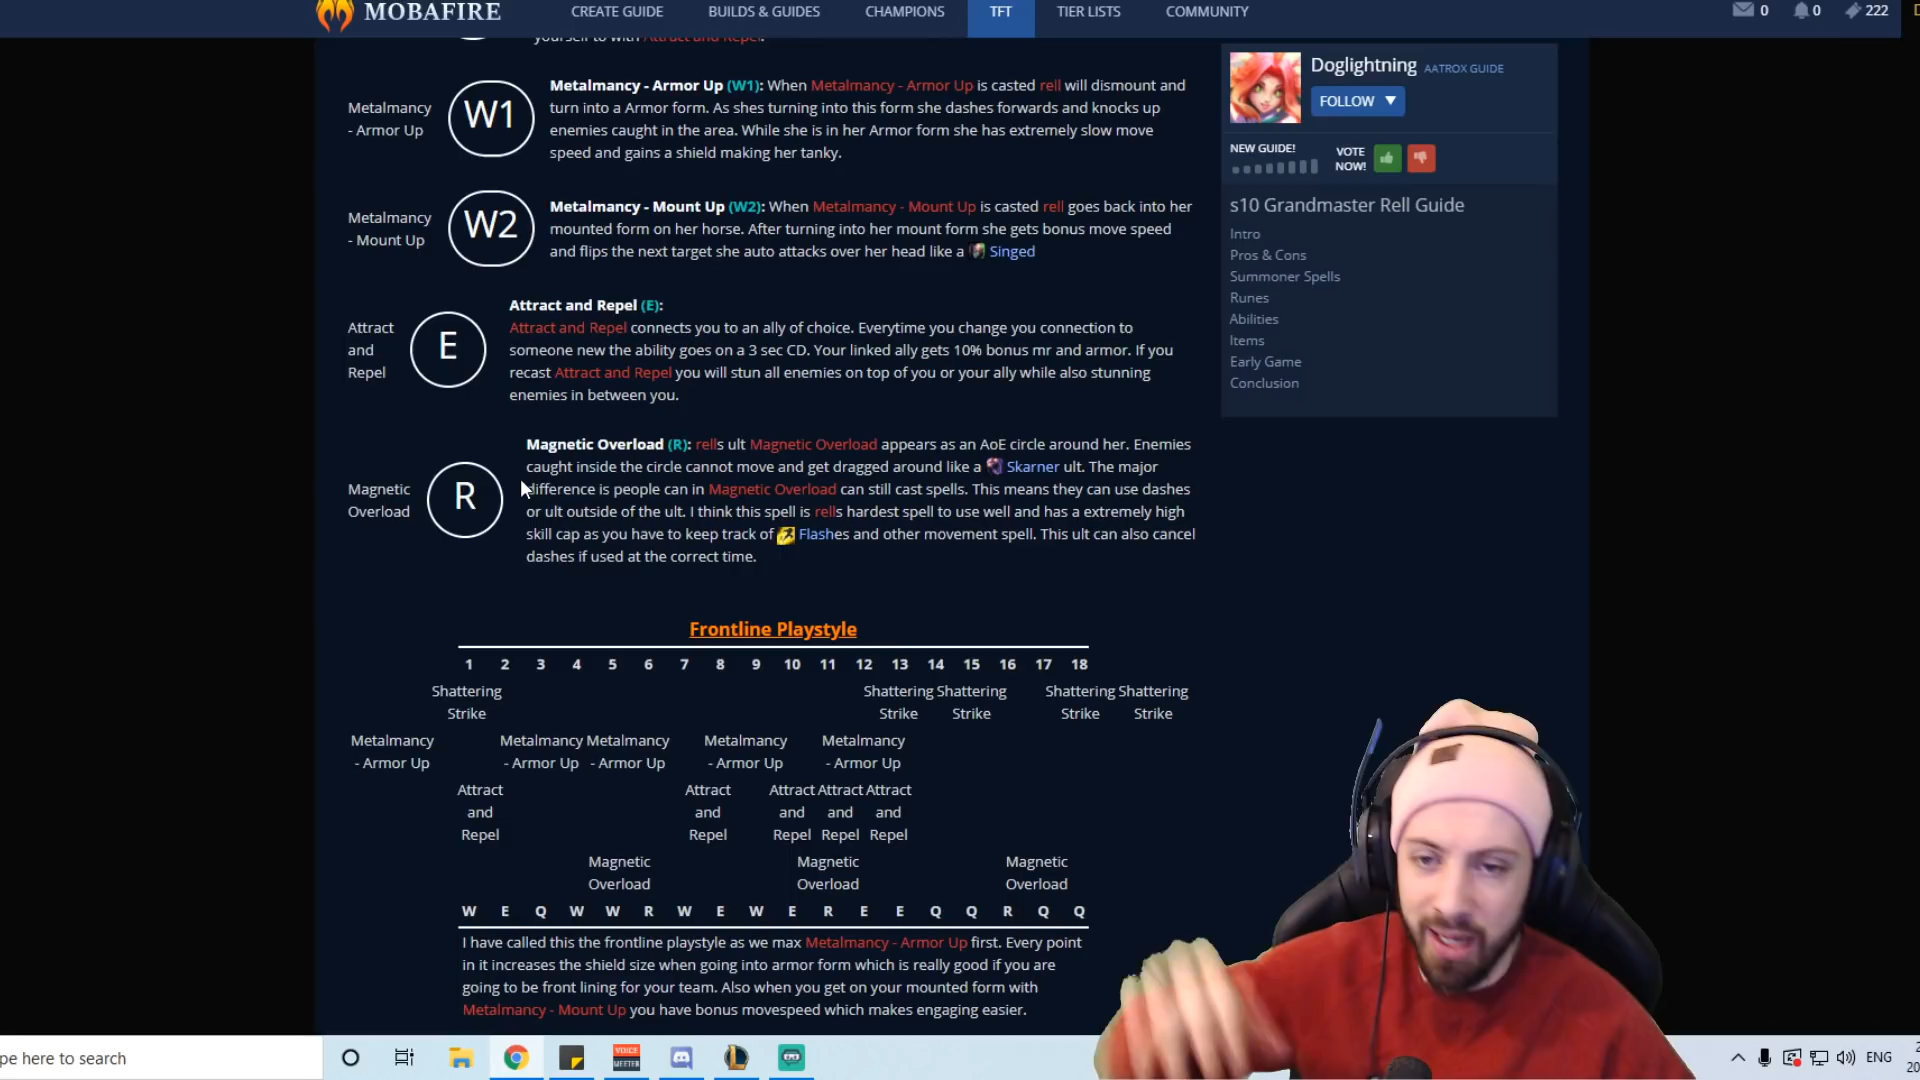 MOBAFIRE
CREATE GUIDE
BUILDS & GUIDES
CHAMPIONS
TFT
TIER LISTS
COMMUNITY
0
0
222
yourself to with Attract and Repel.
Metalmancy
- Armor Up
W1
Metalmancy - Armor Up (W1): When Metalmancy - Armor Up is casted rell will dismount and
turn into a Armor form. As shes turning into this form she dashes forwards and knocks up
enemies caught in the area. While she is in her Armor form she has extremely slow move
speed and gains a shield making her tanky.
Metalmancy
- Mount Up
W2
Metalmancy - Mount Up (W2): When Metalmancy - Mount Up is casted rell goes back into her
mounted form on her horse. After turning into her mount form she gets bonus move speed
and flips the next target she auto attacks over her head like a Singed
Attract
and
Repel
E
Attract and Repel (E):
Attract and Repel connects you to an ally of choice. Everytime you change you connection to
someone new the ability goes on a 3 sec CD. Your linked ally gets 10% bonus mr and armor. If you
recast Attract and Repel you will stun all enemies on top of you or your ally while also stunning
enemies in between you.
Magnetic
Overload
R
Magnetic Overload (R): rells ult Magnetic Overload appears as an AoE circle around her. Enemies
caught inside the circle cannot move and get dragged around like a Skarner ult. The major
difference is people can in Magnetic Overload can still cast spells. This means they can use dashes
or ult outside of the ult. I think this spell is rells hardest spell to use well and has a extremely high
skill cap as you have to keep track of Flashes and other movement spell. This ult can also cancel
dashes if used at the correct time.
Frontline Playstyle
1 2 3 4 5 6 7 8 9 10 11 12 13 14 15 16 17 18
Shattering Shattering Shattering Shattering Shattering
Strike Strike Strike Strike Strike
Metalmancy Metalmancy Metalmancy Metalmancy Metalmancy
- Armor Up - Armor Up - Armor Up - Armor Up - Armor Up
Attract Attract Attract Attract Attract
and and and and and
Repel Repel Repel Repel Repel
Magnetic Magnetic Magnetic
Overload Overload Overload
W E Q W W R W E W E R E E Q Q R Q Q
I have called this the frontline playstyle as we max Metalmancy - Armor Up first. Every point
in it increases the shield size when going into armor form which is really good if you are
going to be front lining for your team. Also when you get on your mounted form with
Metalmancy - Mount Up you have bonus movespeed which makes engaging easier.
Doglightning AATROX GUIDE
FOLLOW
NEW GUIDE!
VOTE
NOW!
s10 Grandmaster Rell Guide
Intro
Pros & Cons
Summoner Spells
Runes
Abilities
Items
Early Game
Conclusion
pe here to search
VOICE
MEETER
ENG
2
20